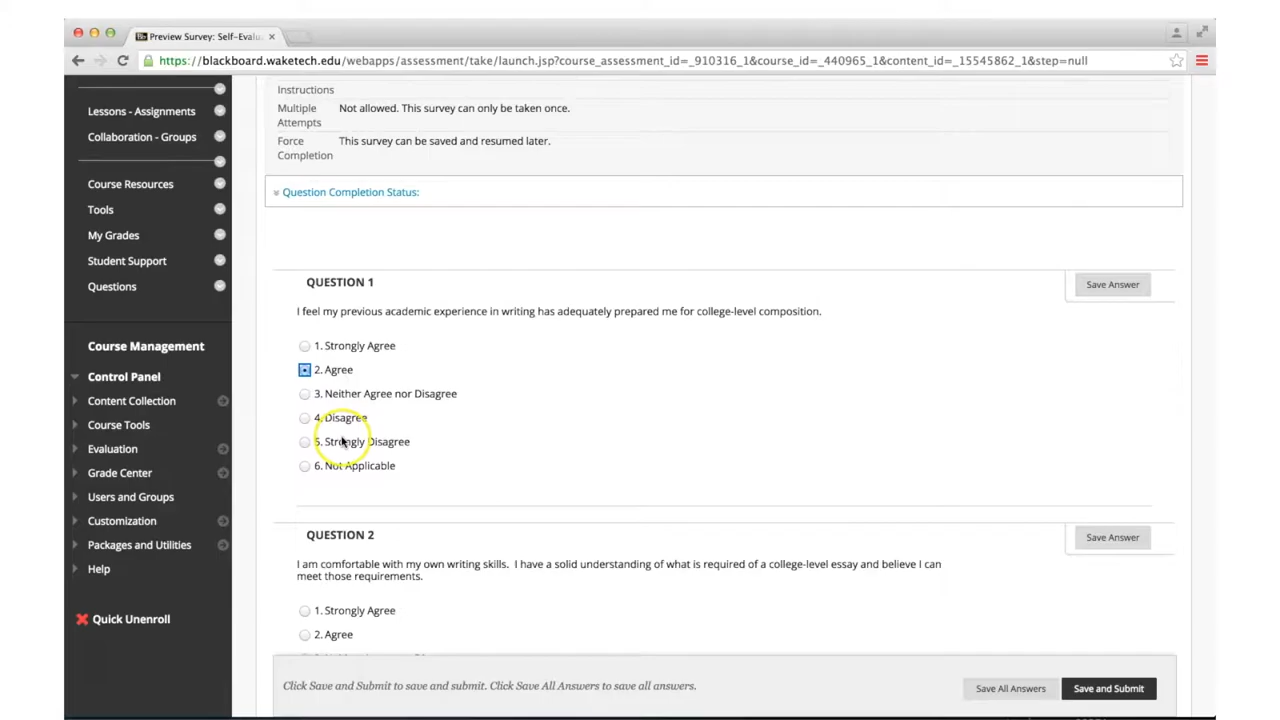 Preview Survey: Self-Evalu
https://blackboard.waketech.edu/webapps/assessment/take/launch.jsp?course_assessment_id=_910316_1&course_id=_440965_1&content_id=_15545862_1&step=null
Lessons - Assignments
Collaboration - Groups
Course Resources
Tools
My Grades
Student Support
Questions
Course Management
Control Panel
Content Collection
Course Tools
Evaluation
Grade Center
Users and Groups
Customization
Packages and Utilities
Help
Quick Unenroll
Instructions
Multiple Attempts Not allowed. This survey can only be taken once.
Force Completion This survey can be saved and resumed later.
Question Completion Status:
QUESTION 1
Save Answer
I feel my previous academic experience in writing has adequately prepared me for college-level composition.
1. Strongly Agree
2. Agree
3. Neither Agree nor Disagree
4. Disagree
5. Strongly Disagree
6. Not Applicable
QUESTION 2
Save Answer
I am comfortable with my own writing skills. I have a solid understanding of what is required of a college-level essay and believe I can
meet those requirements.
1. Strongly Agree
2. Agree
Click Save and Submit to save and submit. Click Save All Answers to save all answers.
Save All Answers
Save and Submit